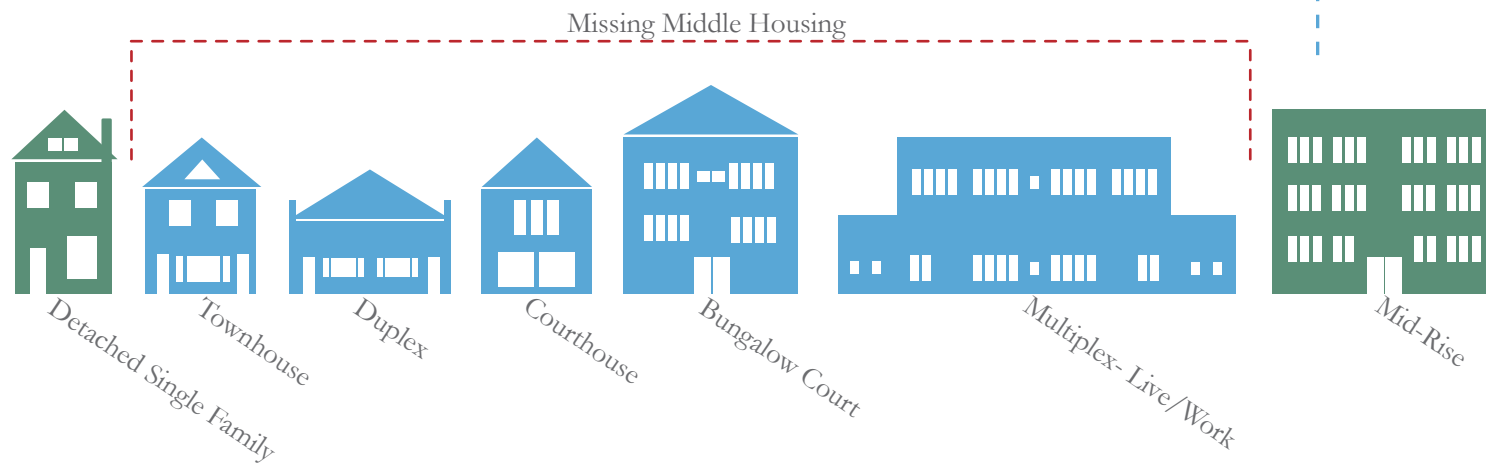 Missing Middle Housing
Detached Single Family
Townhouse
Duplex
Courthouse
Bungalow Court
Multiplex- Live/Work
Mid-Rise